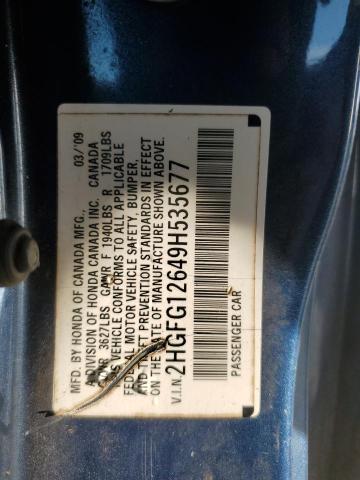 MFD. BY HONDA OF CANADA MFG. 03/'09
A DIVISION OF HONDA CANADA INC. CANADA
GVWR 3627LBS GAWR F 1940LBS R 1709LBS
THIS VEHICLE CONFORMS TO ALL APPLICABLE
FEDERAL MOTOR VEHICLE SAFETY, BUMPER,
AND THEFT PREVENTION STANDARDS IN EFFECT
ON THE DATE OF MANUFACTURE SHOWN ABOVE.
V.I.N. 2HGFG12649H535677
PASSENGER CAR